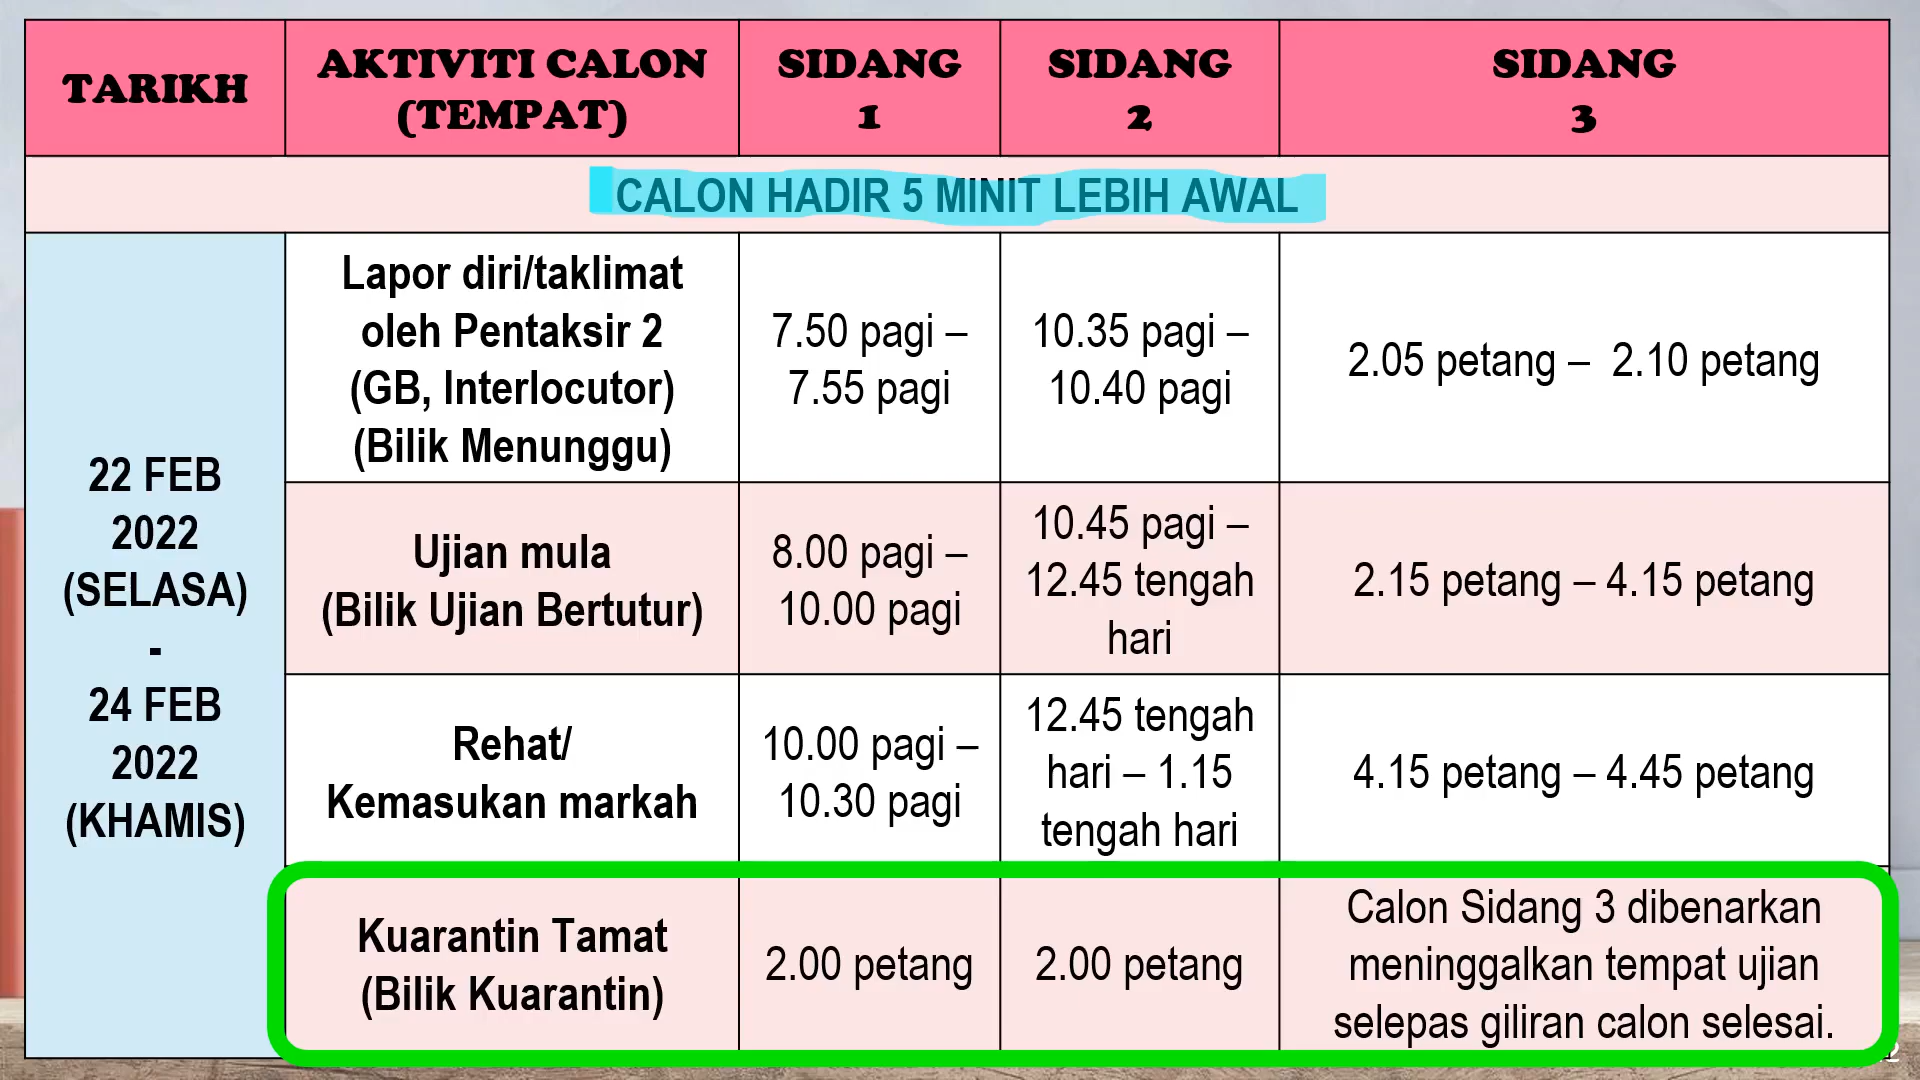 TARIKH
AKTIVITI CALON
(TEMPAT)
SIDANG
1
SIDANG
2
SIDANG
3
CALON HADIR 5 MINIT LEBIH AWAL
22 FEB
2022
(SELASA)
-
24 FEB
2022
(KHAMIS)
Lapor diri/taklimat
oleh Pentaksir 2
(GB, Interlocutor)
(Bilik Menunggu)
7.50 pagi –
7.55 pagi
10.35 pagi –
10.40 pagi
2.05 petang – 2.10 petang
Ujian mula
(Bilik Ujian Bertutur)
8.00 pagi –
10.00 pagi
10.45 pagi –
12.45 tengah
hari
2.15 petang – 4.15 petang
Rehat/
Kemasukan markah
10.00 pagi –
10.30 pagi
12.45 tengah
hari – 1.15
tengah hari
4.15 petang – 4.45 petang
Kuarantin Tamat
(Bilik Kuarantin)
2.00 petang
2.00 petang
Calon Sidang 3 dibenarkan
meninggalkan tempat ujian
selepas giliran calon selesai.